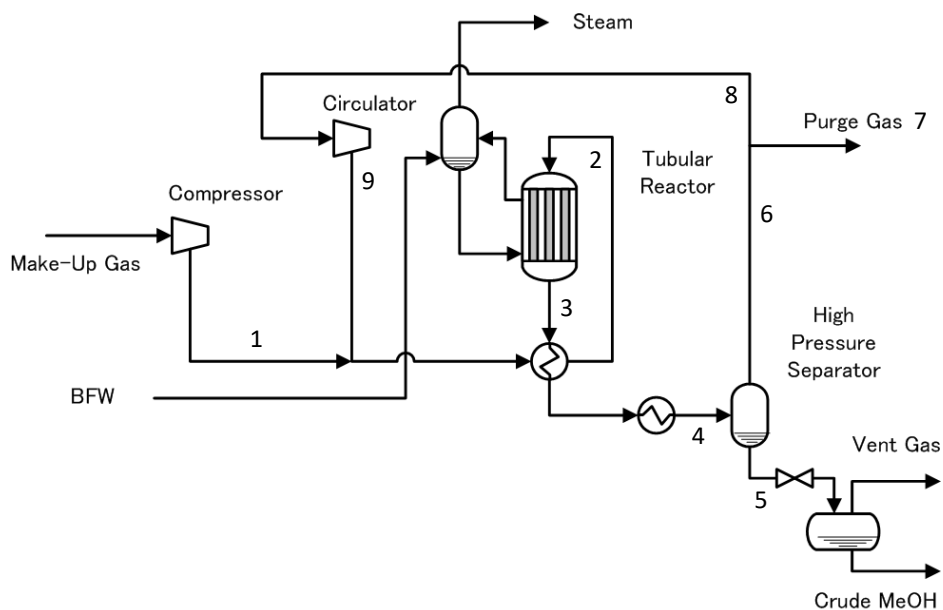 Steam
8
Circulator
Purge Gas 7
2
Tubular
Reactor
9
Compressor
6
Make-Up Gas
3
High
Pressure
Separator
1
BFW
4
Vent Gas
5
Crude MeOH